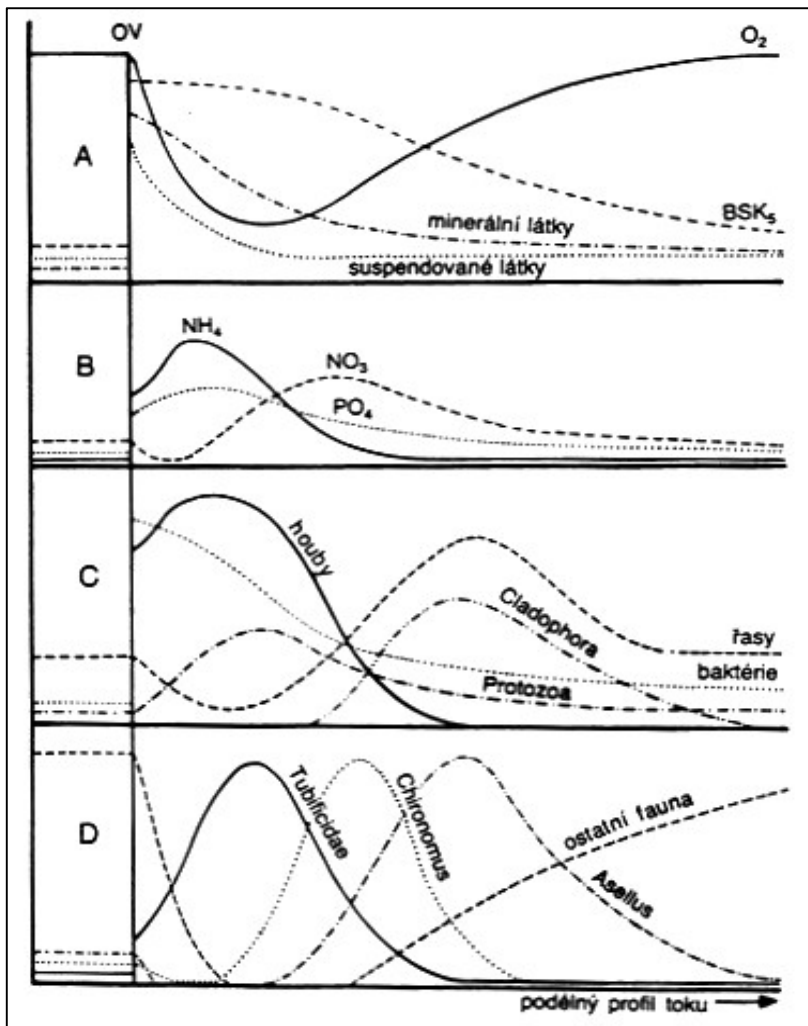 OV
O₂
A
BSK₅
minerální látky
suspendované látky
NH₄
B
NO₃
PO₄
houby
C
Cladophora
řasy
baktérie
Protozoa
Tubificidae
Chironomus
D
ostatní fauna
Asellus
podélný profil toku